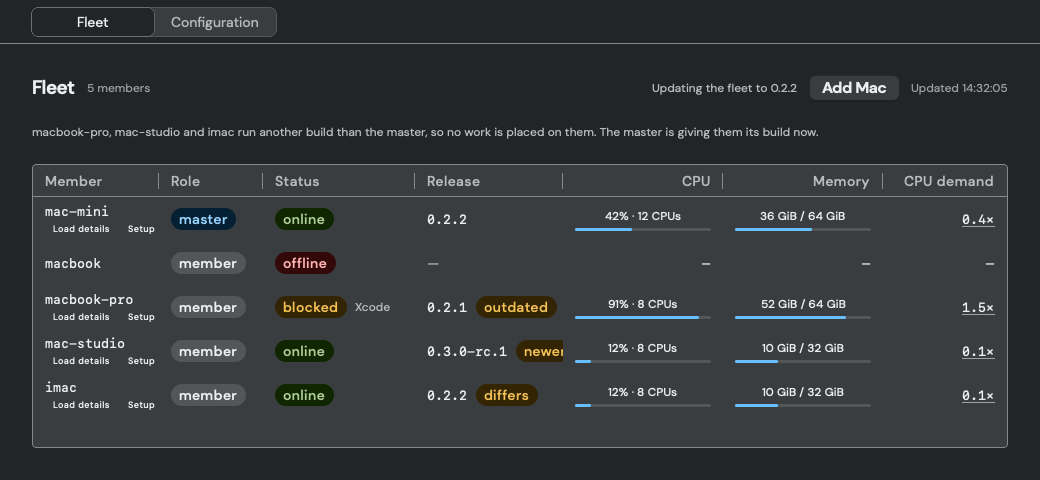 Fleet Configuration
Fleet 5 members Updating the fleet to 0.2.2 Add Mac Updated 14:32:05
macbook-pro, mac-studio and imac run another build than the master, so no work is placed on them. The master is giving them its build now.
Member Role Status Release CPU Memory CPU demand
mac-mini master online 0.2.2 42% · 12 CPUs 36 GiB / 64 GiB 0.4×
Load details Setup
macbook member offline — — — —
macbook-pro member blocked Xcode 0.2.1 outdated 91% · 8 CPUs 52 GiB / 64 GiB 1.5×
Load details Setup
mac-studio member online 0.3.0-rc.1 newer 12% · 8 CPUs 10 GiB / 32 GiB 0.1×
Load details Setup
imac member online 0.2.2 differs 12% · 8 CPUs 10 GiB / 32 GiB 0.1×
Load details Setup